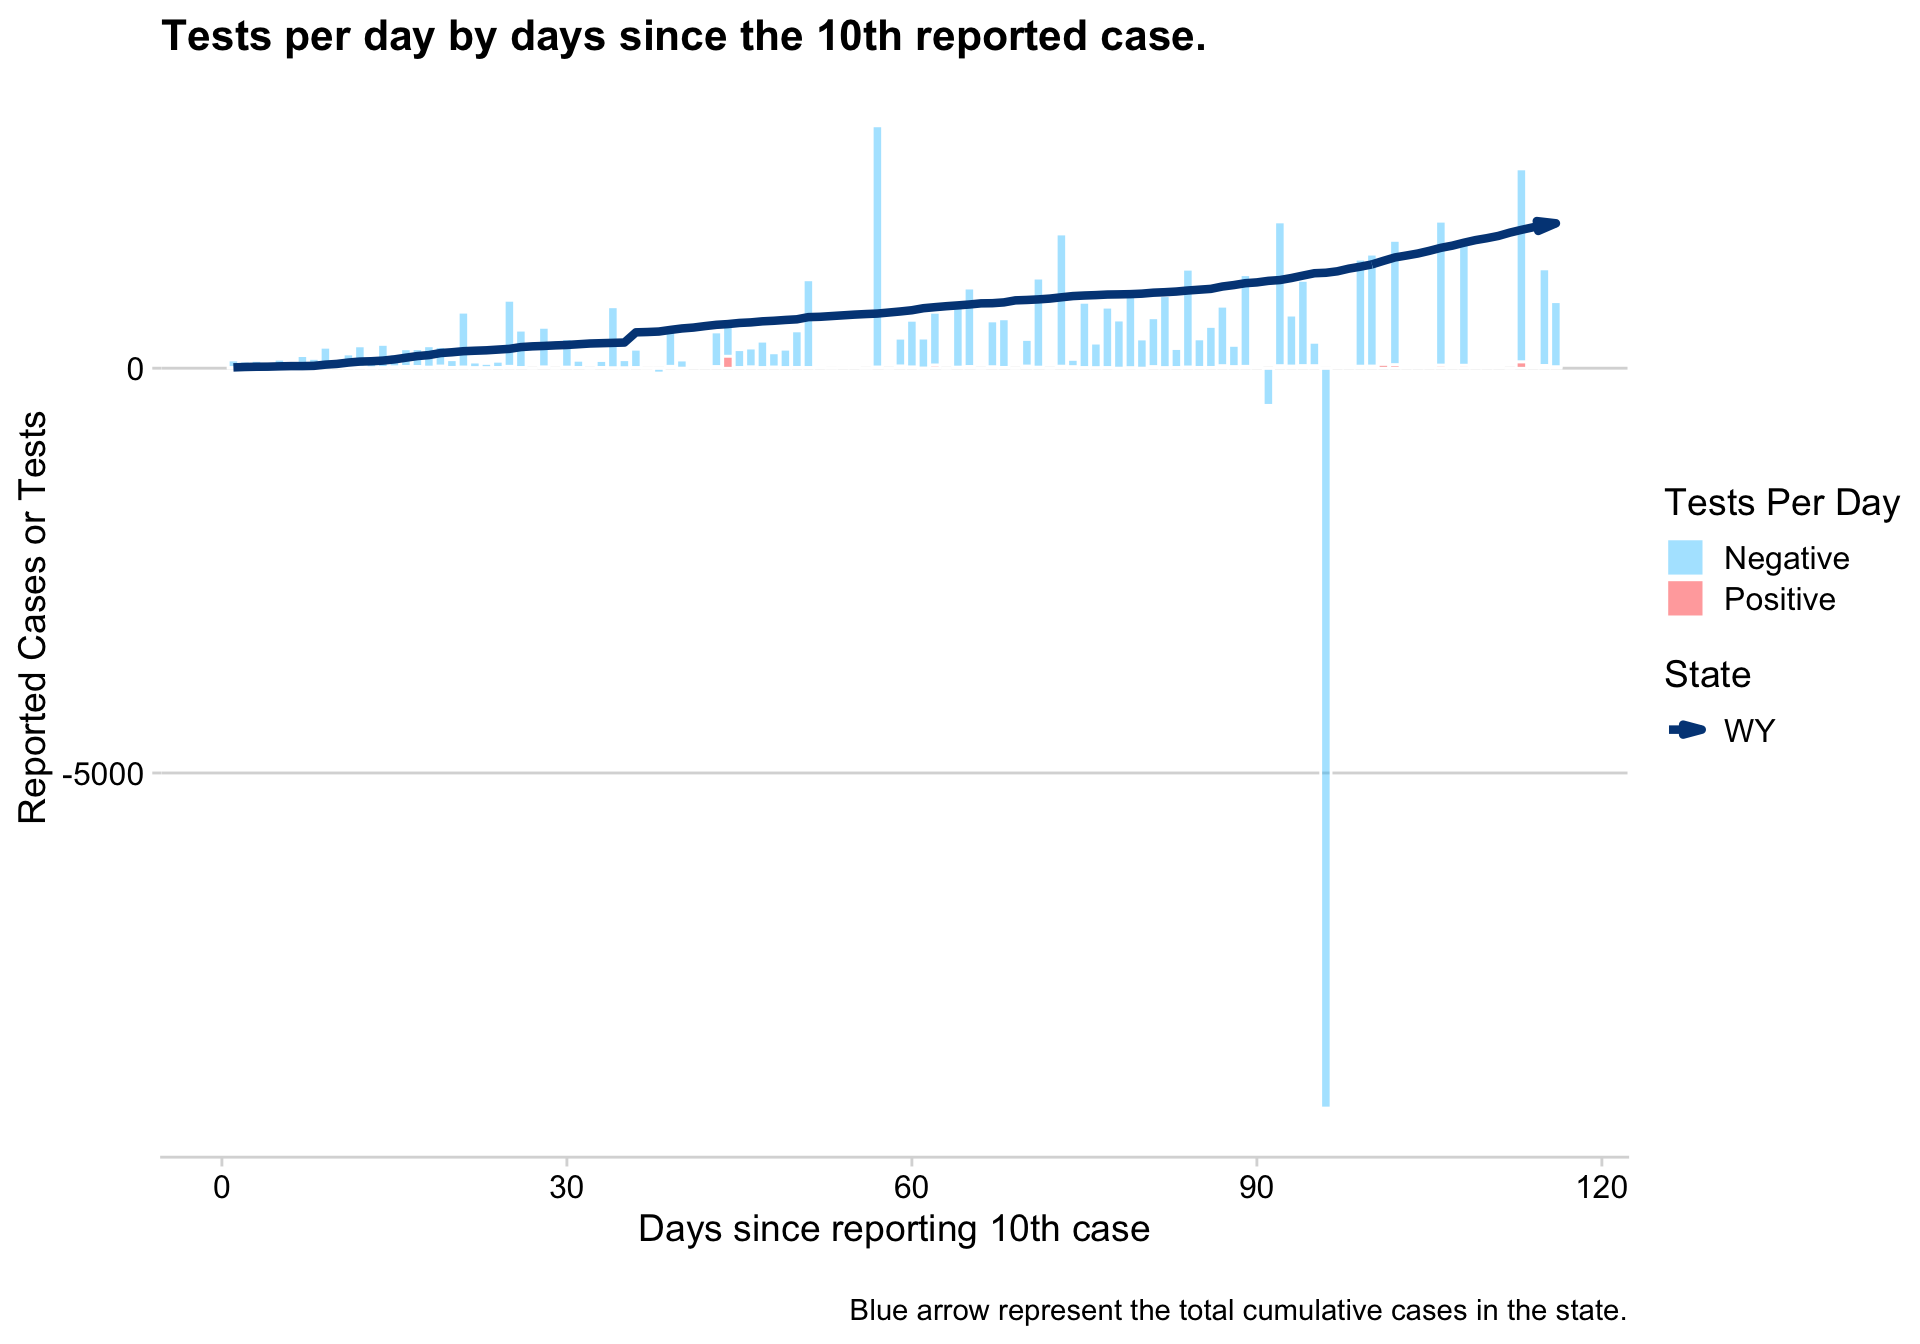 Tests per day by days since the 10th reported case.
Reported Cases or Tests
0
-5000
0
30
60
90
120
Days since reporting 10th case
Tests Per Day
Negative
Positive
State
WY
Blue arrow represent the total cumulative cases in the state.